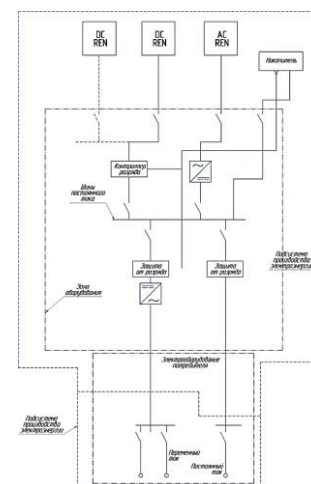 DC
REN
DC
REN
AC
REN
Накопитель
Контроллер
разряда
Шины
постоянного
тока
Защита
от разряда
Защита
от разряда
Подсистема
производства
электроэнергии
Зона
оборудования
Электрооборудование
потребителя
Подсистема
производства
электроэнергии
Переменный
ток
Постоянный
ток